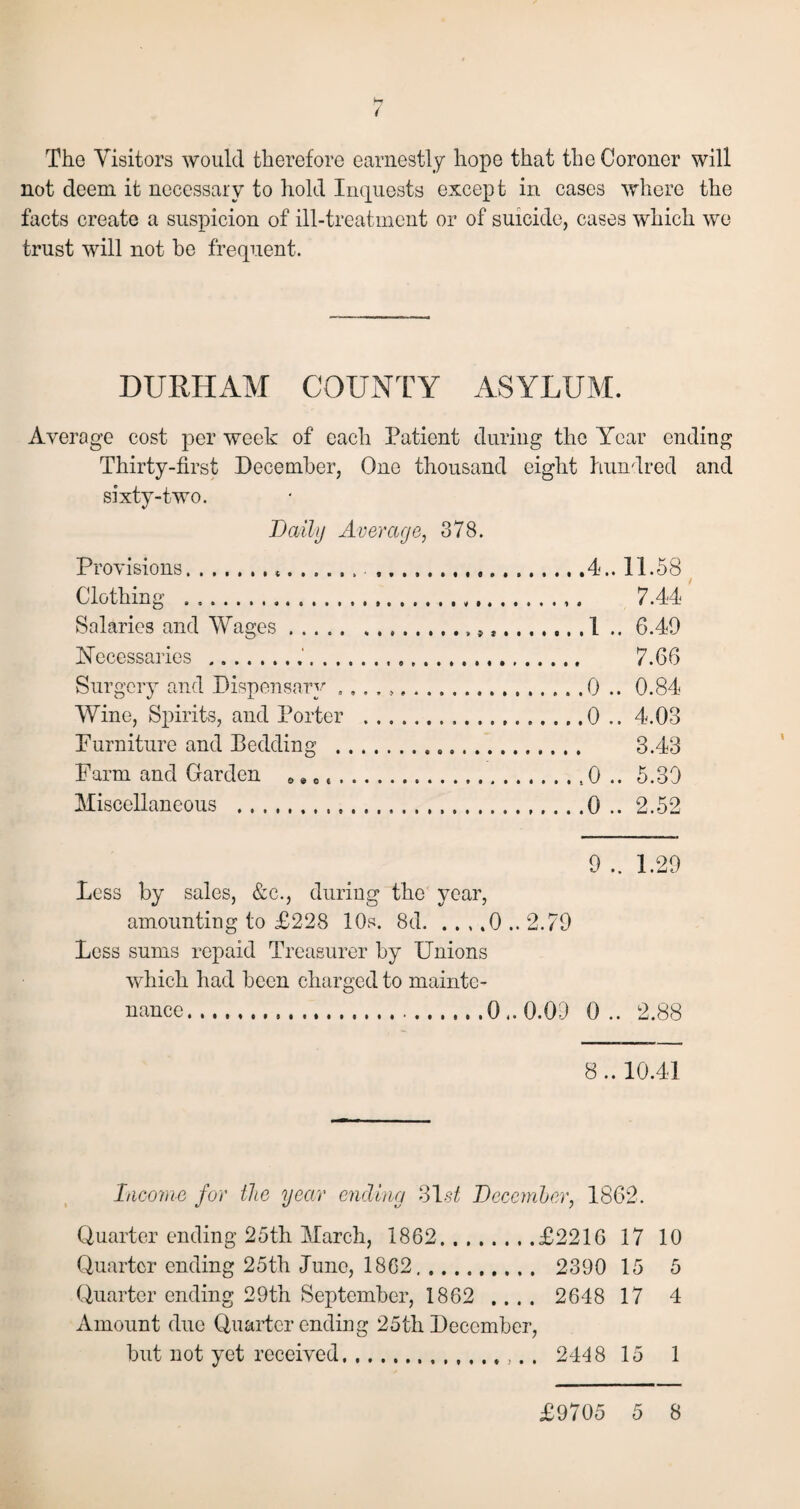 7
The Visitors would therefore earnestly hope that the Coroner will
not deem it necessary to hold Inquests except in cases where the
facts create a suspicion of ill-treatment or of suicide, cases which we
trust will not be frequent.
DURHAM COUNTY ASYLUM.
Average cost per week of each Patient during the Year ending
Thirty-first December, One thousand eight hundred and
sixty-two.
Daily Average, 378.
Provisions....................................4.. 11.58
Clothing .................................... 7.44
Salaries and Wages..........................1 .. 6.49
Necessaries ................................. 7.66
Surgery and Dispensary......................0 .. 0.84
Wine, Spirits, and Porter ...................0 .. 4.03
Furniture and Bedding ...................... 3.43
Farm and Garden ...........................0 .. 5.30
Miscellaneous ..............................0 .. 2.52
9 .. 1.29
Less by sales, &c., during the year,
amounting to £228 10s. 8d. .....0 .. 2.79
Less sums repaid Treasurer by Unions
which had been charged to mainte-
nance..........................0 .. 0.09 0 .. 2.88
8 .. 10.41
Income for the year ending 31st December, 1862.
Quarter ending 25th March, 1862........£2216 17 10
Quarter ending 25th June, 1862.......... 2390 15 5
Quarter ending 29th September, 1862 .... 2648 17 4
Amount due Quarter ending 25th December,
but not yet received.................. 2448 15 1
£9705 5 8